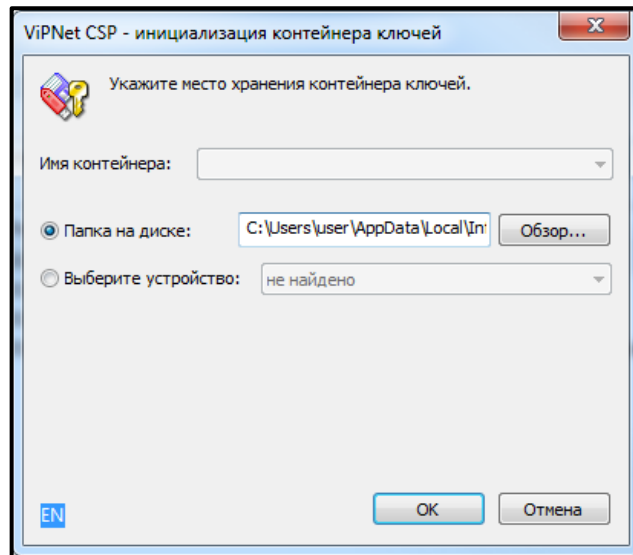 ViPNet CSP - инициализация контейнера ключей
Укажите место хранения контейнера ключей.
Имя контейнера:
Папка на диске: C:\Users\user\AppData\Local\Inf Обзор...
Выберите устройство: не найдено
EN OK Отмена